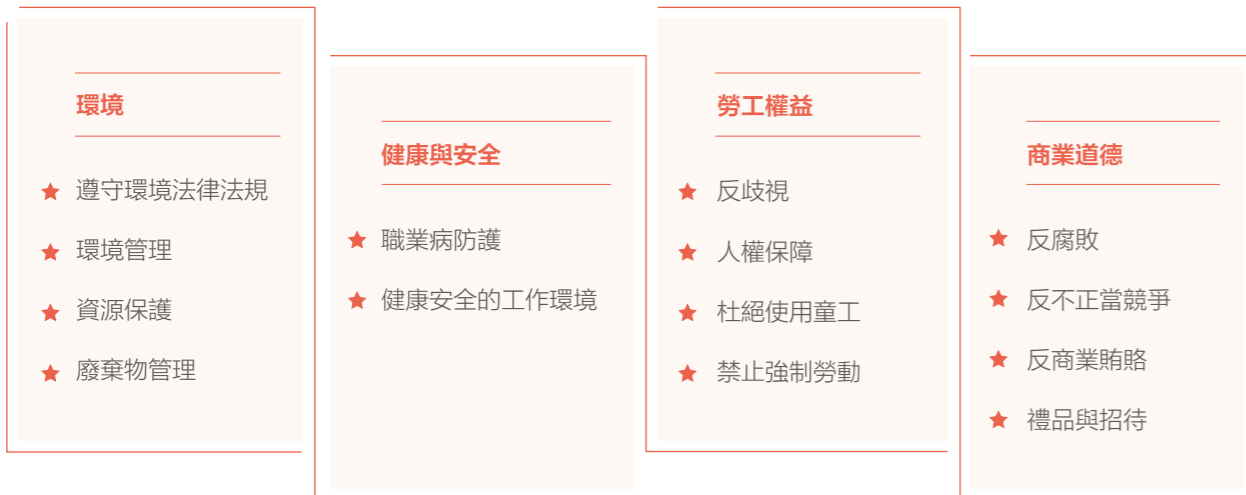 環境
遵守環境法律法規
環境管理
資源保護
廢棄物管理
健康與安全
職業病防護
健康安全的工作環境
勞工權益
反歧視
人權保障
杜絕使用童工
禁止強制勞動
商業道德
反腐敗
反不正當競爭
反商業賄賂
禮品與招待